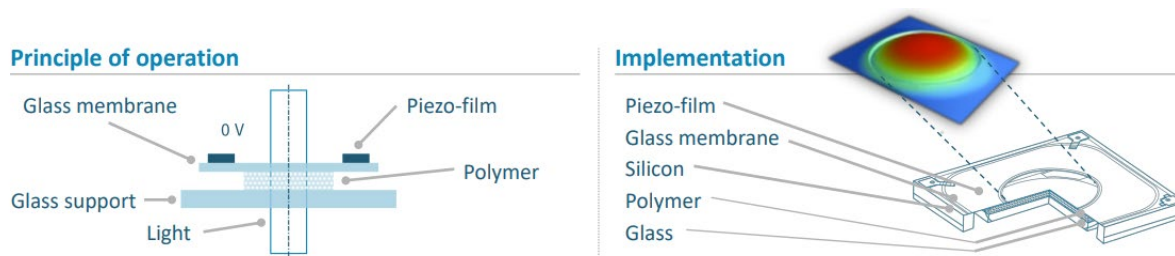 Principle of operation
Glass membrane
Piezo-film
0 V
Polymer
Glass support
Light
Implementation
Piezo-film
Glass membrane
Silicon
Polymer
Glass